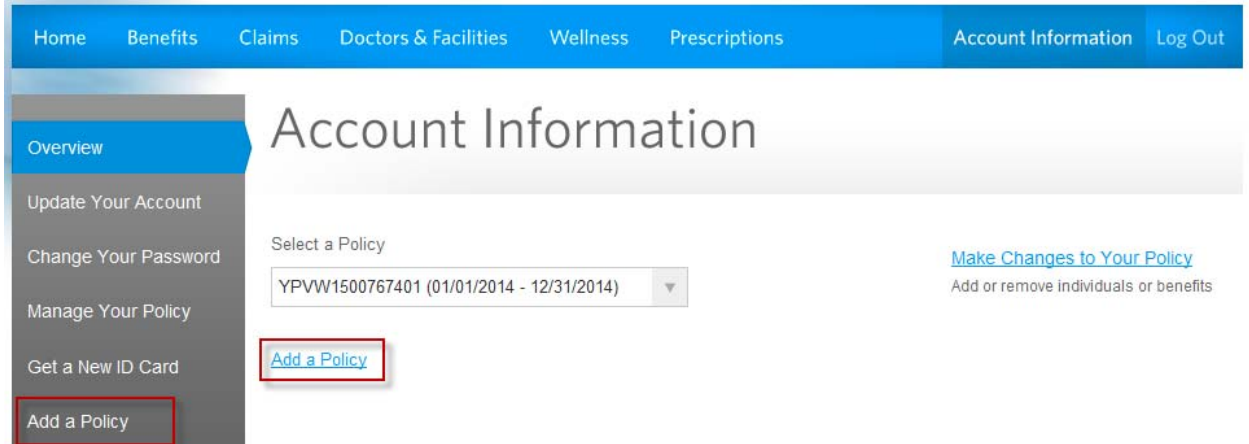 Home Benefits Claims Doctors & Facilities Wellness Prescriptions Account Information Log Out
Account Information
Overview
Update Your Account
Change Your Password
Manage Your Policy
Get a New ID Card
Add a Policy
Select a Policy
YPVW1500767401 (01/01/2014 - 12/31/2014)
Add a Policy
Make Changes to Your Policy
Add or remove individuals or benefits